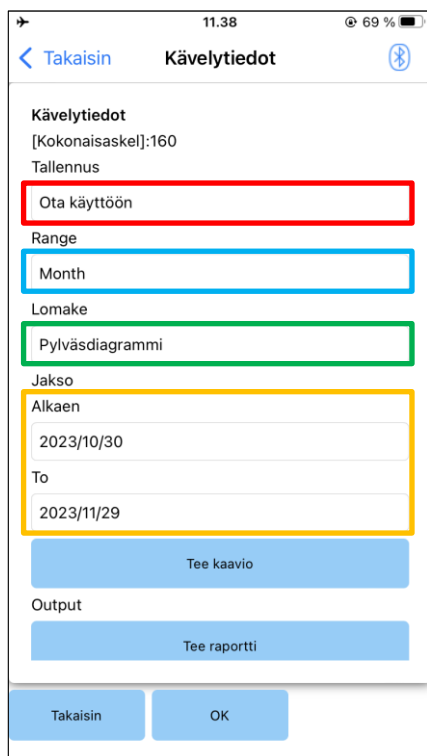 11.38
69 %
Takaisin
Kävelytiedot
Kävelytiedot
[Kokonaisaskel]:160
Tallennus
Ota käyttöön
Range
Month
Lomake
Pylväsdiagrammi
Jakso
Alkaen
2023/10/30
To
2023/11/29
Tee kaavio
Output
Tee raportti
Takaisin
OK